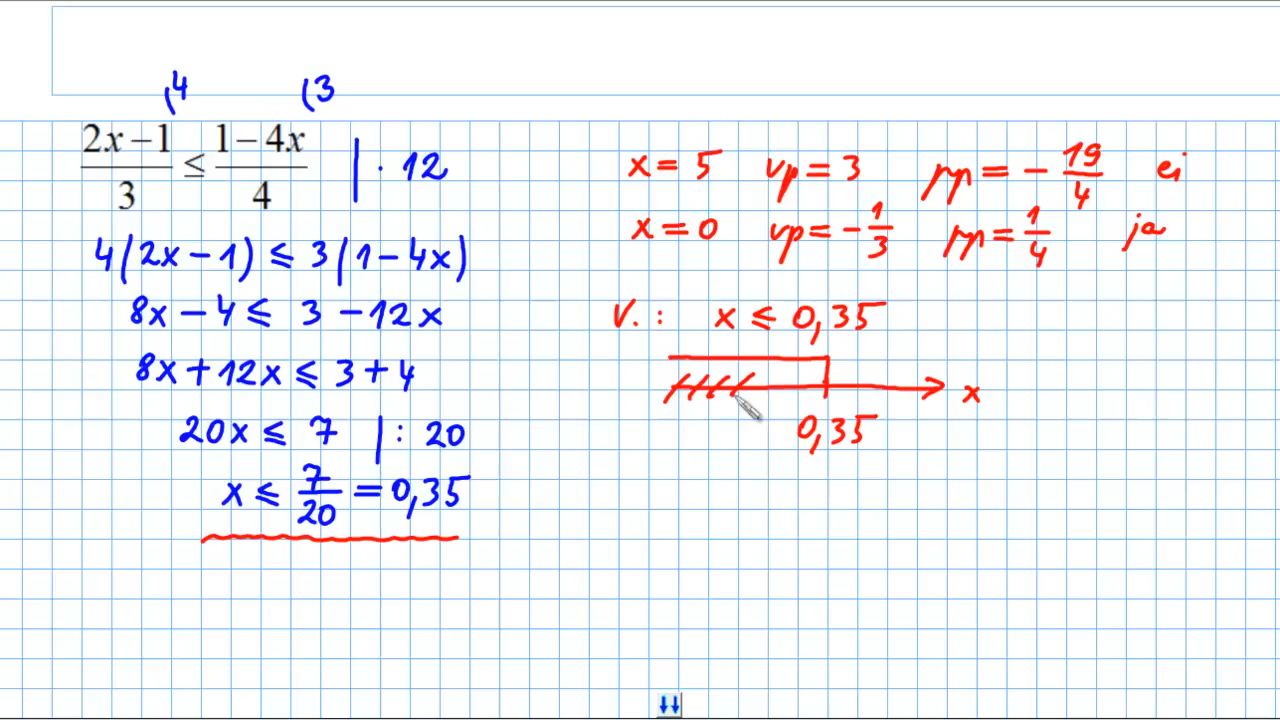 (4 (3
(2x − 1)/3 ≤ (1 − 4x)/4 | · 12
4(2x − 1) ≤ 3(1 − 4x)
8x − 4 ≤ 3 − 12x
8x + 12x ≤ 3 + 4
20x ≤ 7 | : 20
x ≤ 7/20 = 0,35
x = 5 vp = 3 pp = − 19/4 ei
x = 0 vp = − 1/3 pp = 1/4 ja
V. : x ≤ 0,35
x
0,35